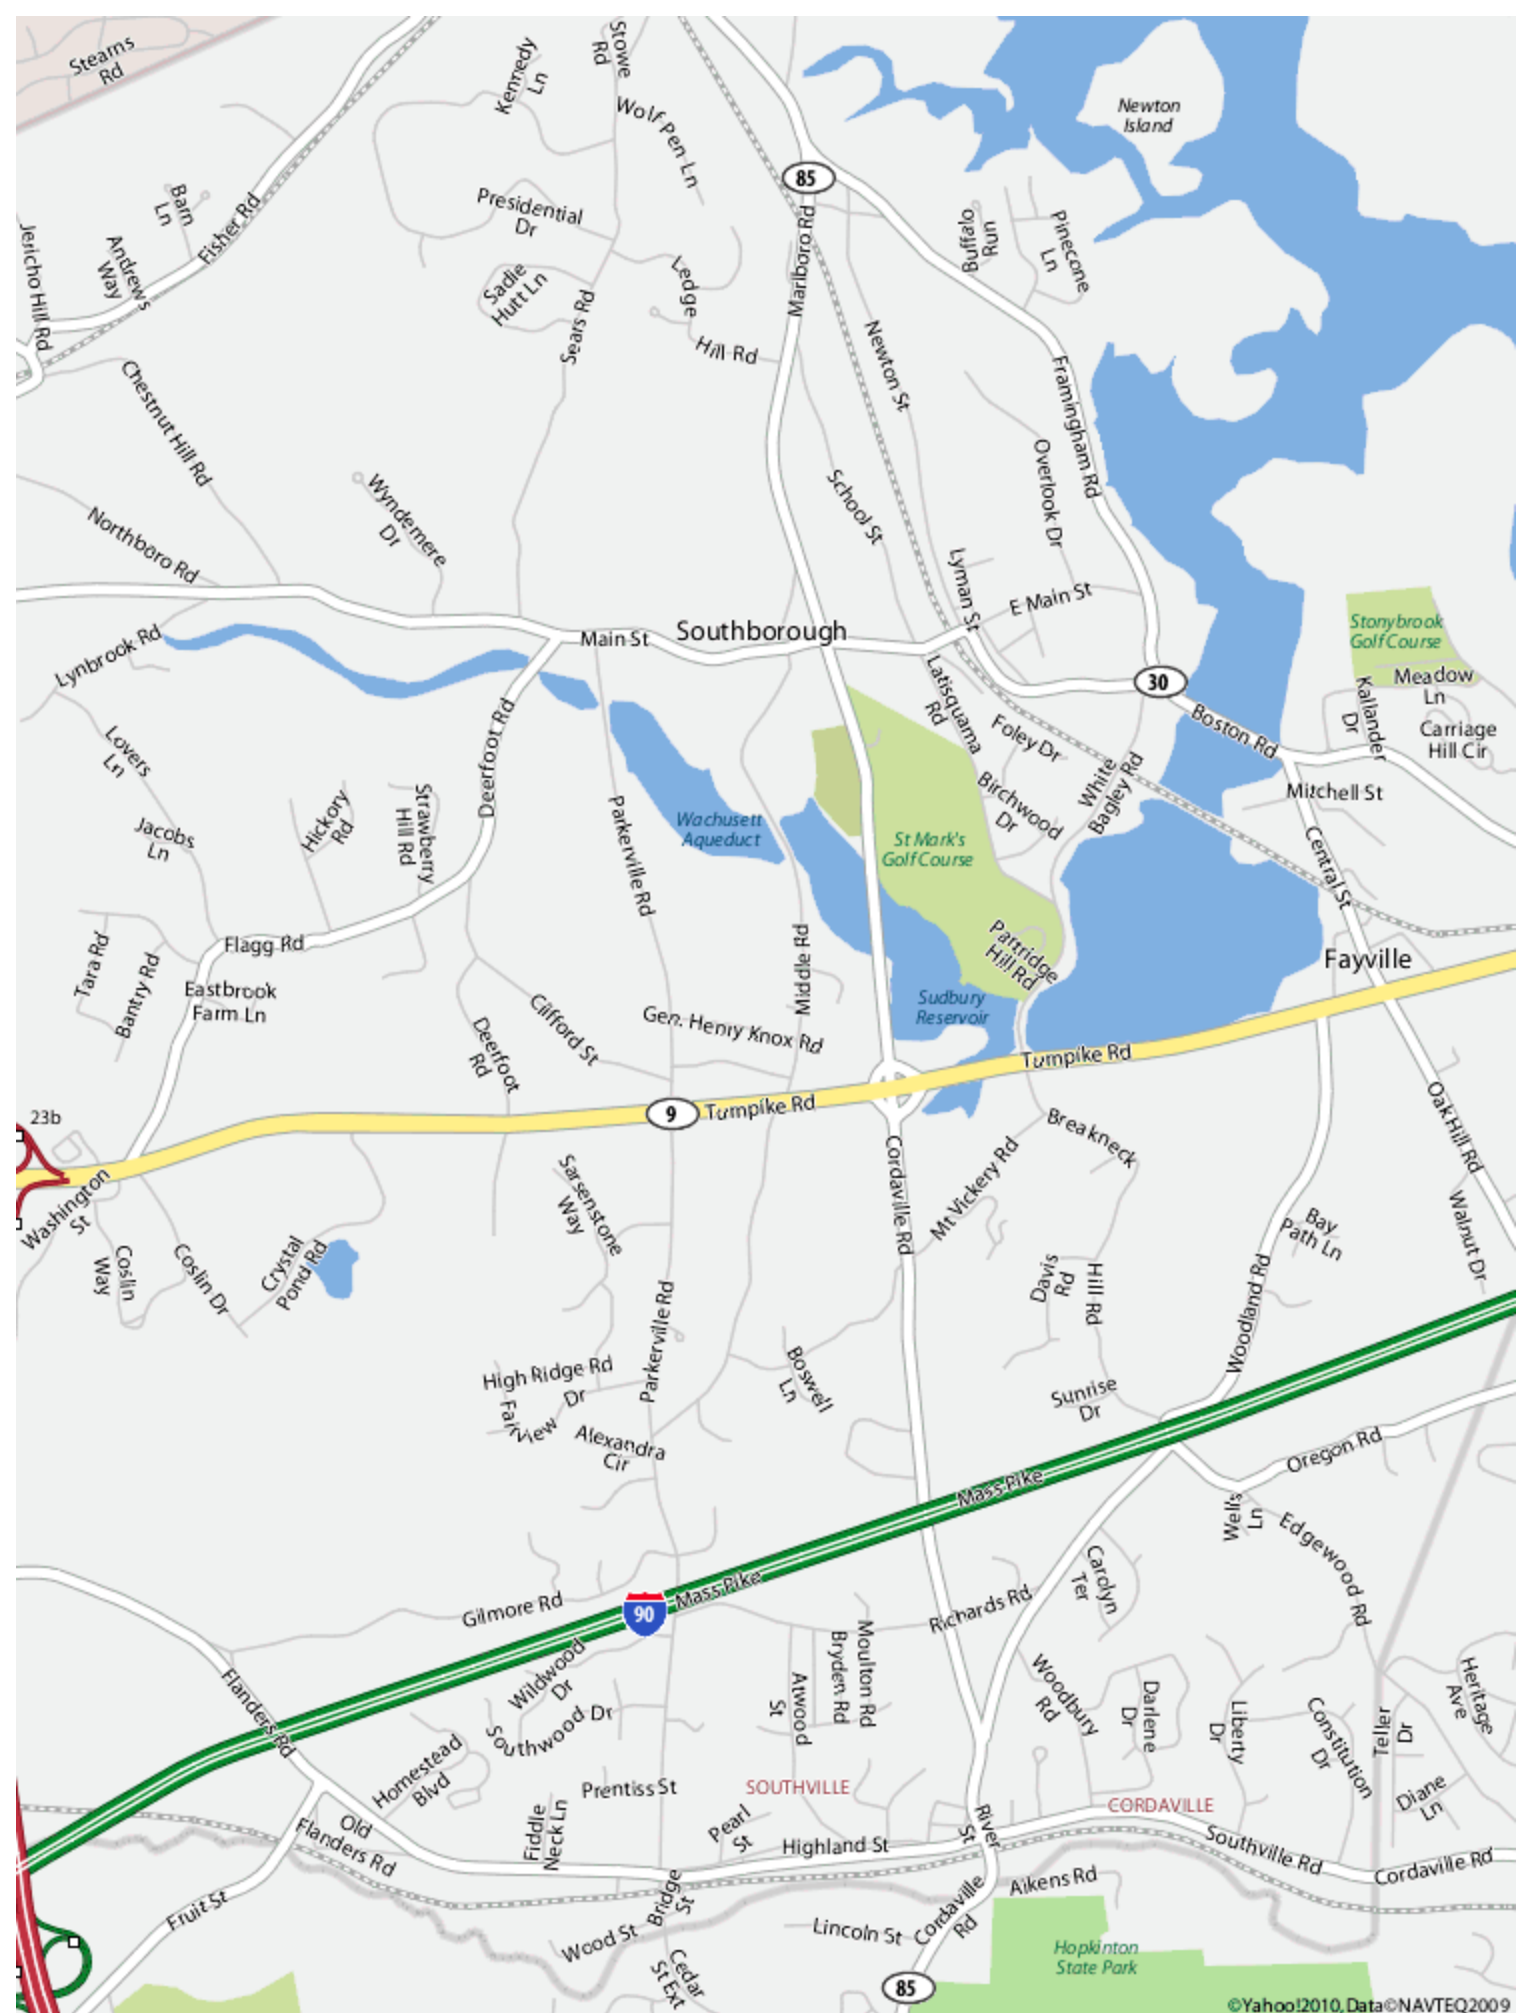 Stearns
Rd
Kennedy
Ln
Stowe
Rd
Wolf Pen Ln
Newton
Island
85
Barn
Ln
Presidential
Dr
Fisher Rd
Marlboro Rd
Buffalo
Run
Pinecone
Ln
Jericho Hill Rd
Andrews
Way
Sadie
Hutt Ln
Ledge
Hill Rd
Sears Rd
Newton St
Framingham Rd
Chestnut Hill Rd
Overlook Dr
School St
Wyndemere
Dr
Northboro Rd
Lyman St
E Main St
Stonybrook
Golf Course
Main St
Southborough
Lynbrook Rd
Latisquama
Rd
30
Meadow
Ln
Kallander
Dr
Carriage
Hill Cir
Boston Rd
Foley Dr
Lovers
Ln
Deerfoot Rd
White
Bagley Rd
Mitchell St
Birchwood
Dr
Hickory
Rd
Strawberry
Hill Rd
Jacobs
Ln
Parkerville Rd
Wachusett
Aqueduct
St Mark's
Golf Course
Central St
Flagg Rd
Tara Rd
Bantry Rd
Middle Rd
Partridge
Hill Rd
Fayville
Eastbrook
Farm Ln
Clifford St
Gen. Henry Knox Rd
Sudbury
Reservoir
Deerfoot
Rd
Turnpike Rd
9
Turnpike Rd
23b
Breakneck
Hill Rd
Oak Hill Rd
Washington
St
Sarsenstone
Way
Cordaville Rd
Mt Vickery Rd
Walnut Dr
Bay
Path Ln
Coslin
Way
Coslin Dr
Crystal
Pond Rd
Davis
Rd
Woodland Rd
Parkerville Rd
High Ridge Rd
Fairview
Dr
Boswell
Ln
Sunrise
Dr
Alexandra
Cir
Oregon Rd
Mass Pike
Wells
Ln
Edgewood Rd
Carolyn
Ter
Gilmore Rd
90
Mass Pike
Richards Rd
Wildwood
Dr
Flanders Rd
Southwood Dr
Atwood
St
Bryden Rd
Moulton Rd
Woodbury
Rd
Darlene
Dr
Liberty
Dr
Constitution
Dr
Teller
Dr
Heritage
Ave
Homestead
Blvd
Prentiss St
SOUTHVILLE
CORDAVILLE
Diane
Ln
Old
Flanders Rd
Fiddle
Neck Ln
Pearl
St
Highland St
River
St
Southville Rd
Cordaville Rd
Fruit St
Bridge
St
Aikens Rd
Wood St
Lincoln St
Cordaville
Rd
Cedar
St Ext
Hopkinton
State Park
85
©Yahoo!2010,Data©NAVTEQ2009